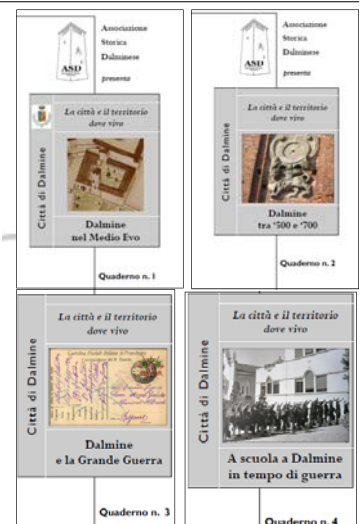 Associazione
Storica
Dalminese
ASD
presenta
La città e il territorio
dove vivo
Città di Dalmine
Dalmine
nel Medio Evo
Quaderno n. 1
Associazione
Storica
Dalminese
ASD
presenta
La città e il territorio
dove vivo
Città di Dalmine
Dalmine
tra '500 e '700
Quaderno n. 2
La città e il territorio
dove vivo
Città di Dalmine
Dalmine
e la Grande Guerra
Quaderno n. 3
La città e il territorio
dove vivo
Città di Dalmine
A scuola a Dalmine
in tempo di guerra
Quaderno n. 4